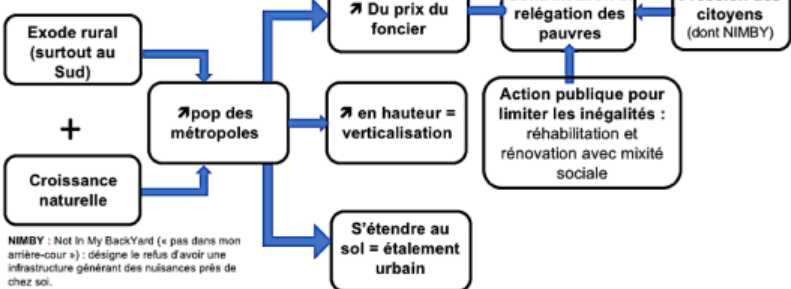 Exode rural
(surtout au
Sud)
+
Croissance
naturelle
↗pop des
métropoles
↗ Du prix du
foncier
↗ en hauteur =
verticalisation
S'étendre au
sol = étalement
urbain
relégation des
pauvres
citoyens
(dont NIMBY)
Action publique pour
limiter les inégalités :
réhabilitation et
rénovation avec mixité
sociale
NIMBY : Not In My BackYard (« pas dans mon
arrière-cour ») : désigne le refus d'avoir une
infrastructure générant des nuisances près de
chez soi.